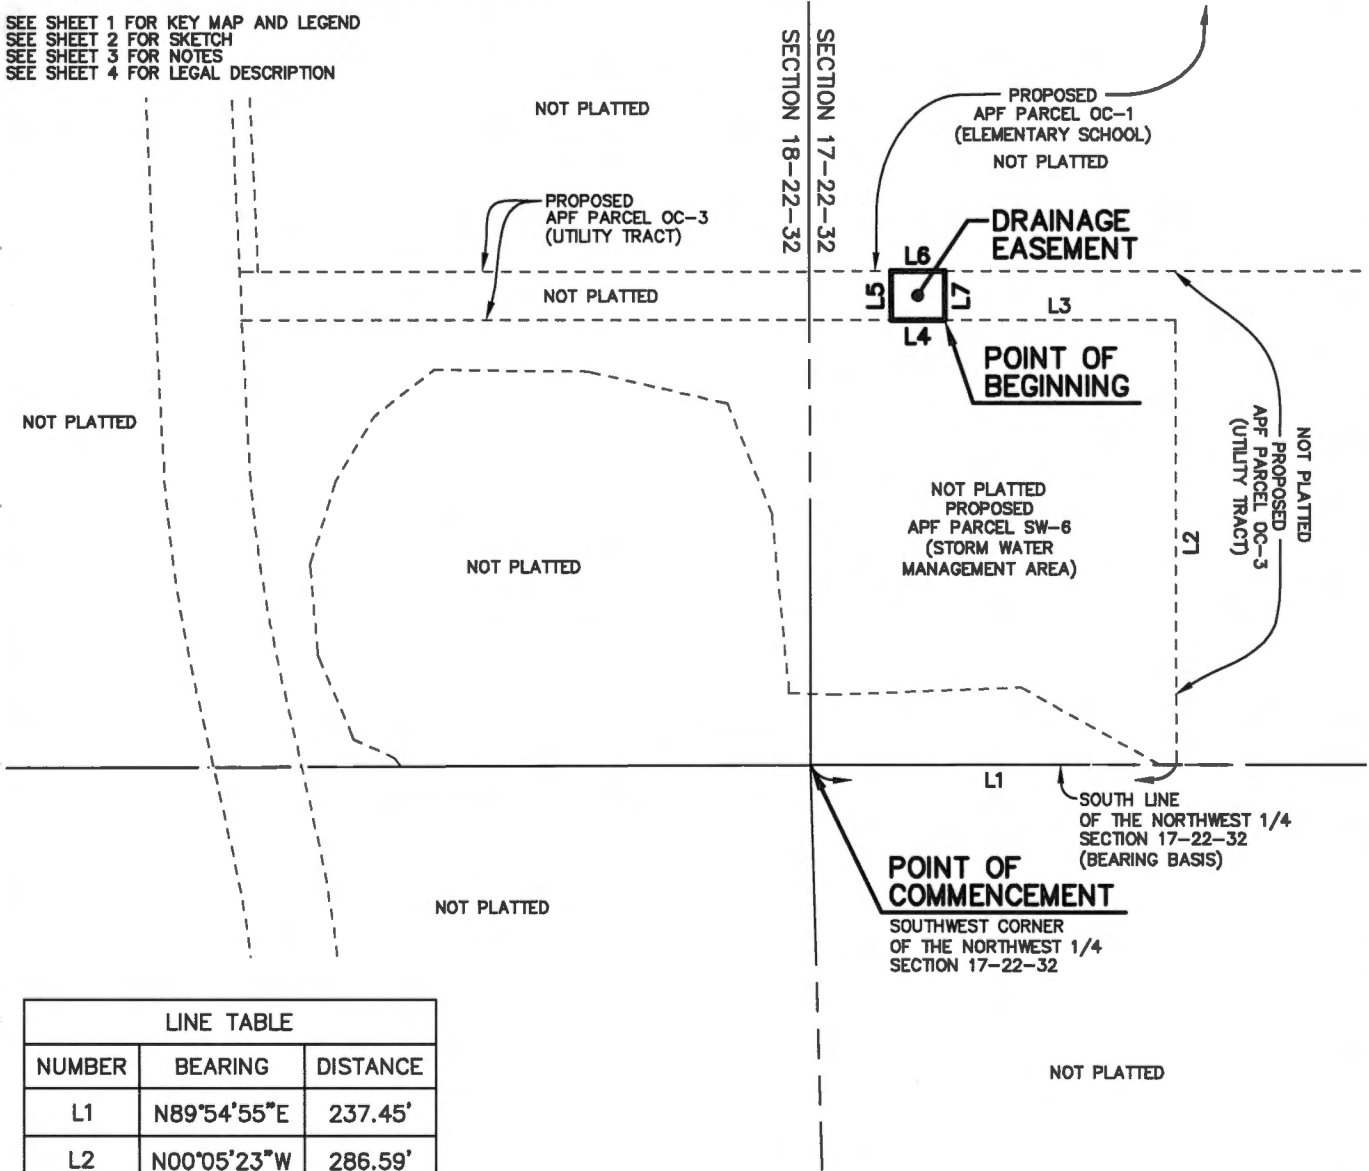 SEE SHEET 1 FOR KEY MAP AND LEGEND
SEE SHEET 2 FOR SKETCH
SEE SHEET 3 FOR NOTES
SEE SHEET 4 FOR LEGAL DESCRIPTION
NOT PLATTED
SECTION 18-22-32
SECTION 17-22-32
PROPOSED
APF PARCEL OC-1
(ELEMENTARY SCHOOL)
NOT PLATTED
PROPOSED
APF PARCEL OC-3
(UTILITY TRACT)
DRAINAGE
EASEMENT
L6
L5
L7
L4
NOT PLATTED
L3
POINT OF
BEGINNING
NOT PLATTED
NOT PLATTED
PROPOSED
APF PARCEL OC-3
(UTILITY TRACT)
NOT PLATTED
PROPOSED
APF PARCEL SW-6
(STORM WATER
MANAGEMENT AREA)
L2
NOT PLATTED
L1
SOUTH LINE
OF THE NORTHWEST 1/4
SECTION 17-22-32
(BEARING BASIS)
POINT OF
COMMENCEMENT
SOUTHWEST CORNER
OF THE NORTHWEST 1/4
SECTION 17-22-32
NOT PLATTED
NOT PLATTED
LINE TABLE
NUMBER BEARING DISTANCE
L1 N89°54'55"E 237.45'
L2 N00°05'23"W 286.59'